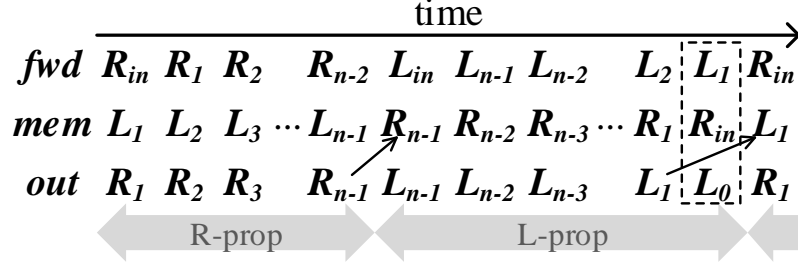 time
fwd R_in R_1 R_2 R_n-2 L_in L_n-1 L_n-2 L_2 L_1 R_in
mem L_1 L_2 L_3 ··· L_n-1 R_n-1 R_n-2 R_n-3 ··· R_1 R_in L_1
out R_1 R_2 R_3 R_n-1 L_n-1 L_n-2 L_n-3 L_1 L_0 R_1
R-prop L-prop